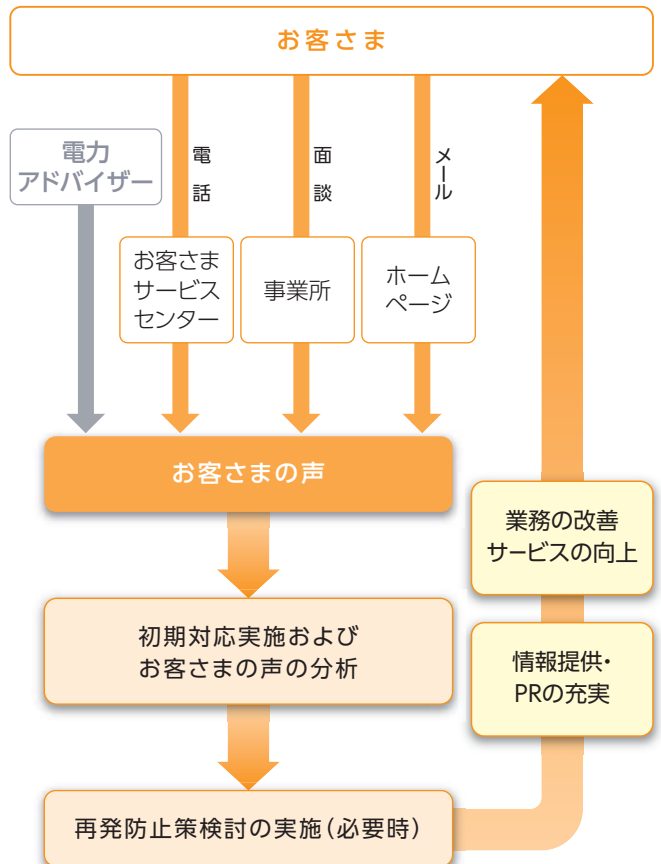 お客さま
電力
アドバイザー
電話
面談
メール
お客さま
サービス
センター
事業所
ホーム
ページ
お客さまの声
業務の改善
サービスの向上
初期対応実施および
お客さまの声の分析
情報提供・
PRの充実
再発防止策検討の実施（必要時）